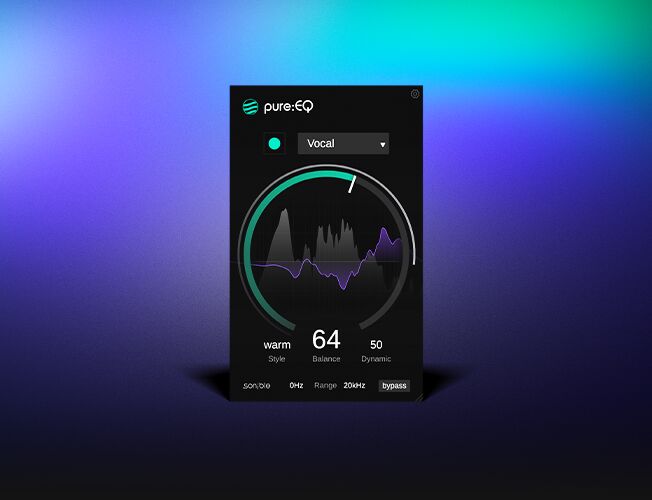 pure:EQ
Vocal
warm 64 50
Style Balance Dynamic
sonible 0Hz Range 20kHz bypass